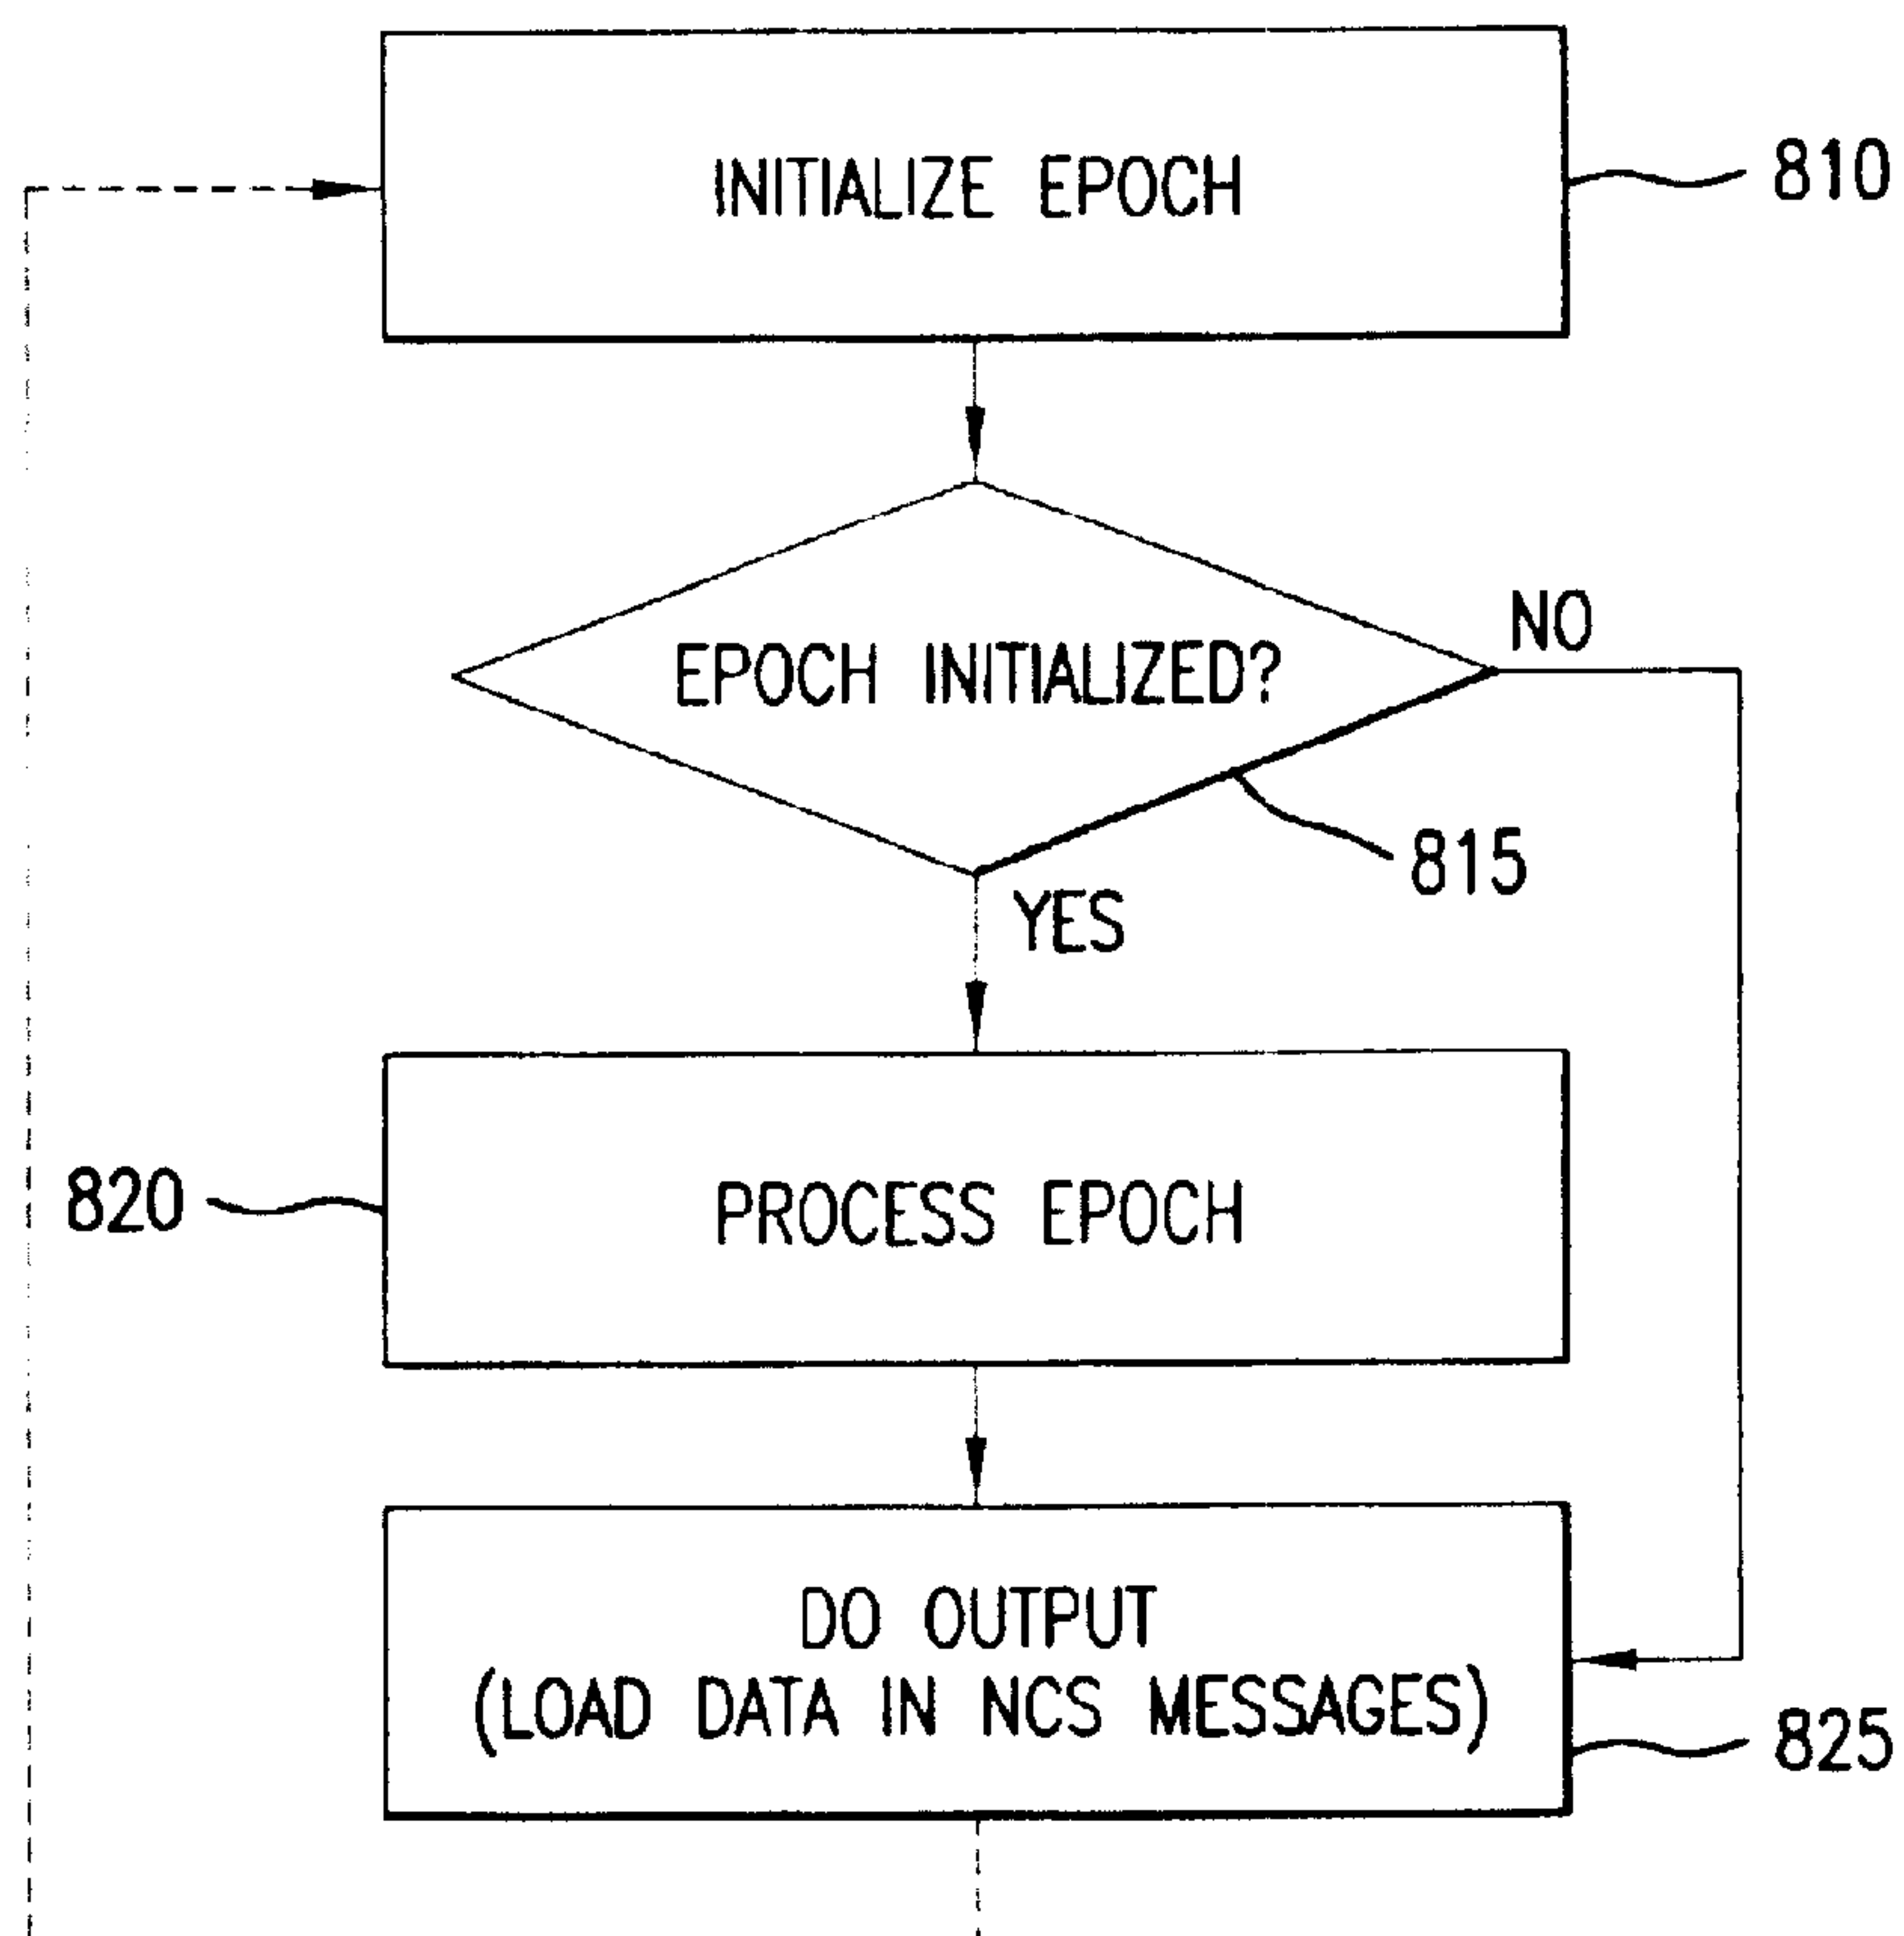 INITIALIZE EPOCH
810
EPOCH INITIALIZED?
NO
815
YES
820
PROCESS EPOCH
DO OUTPUT
(LOAD DATA IN NCS MESSAGES)
825